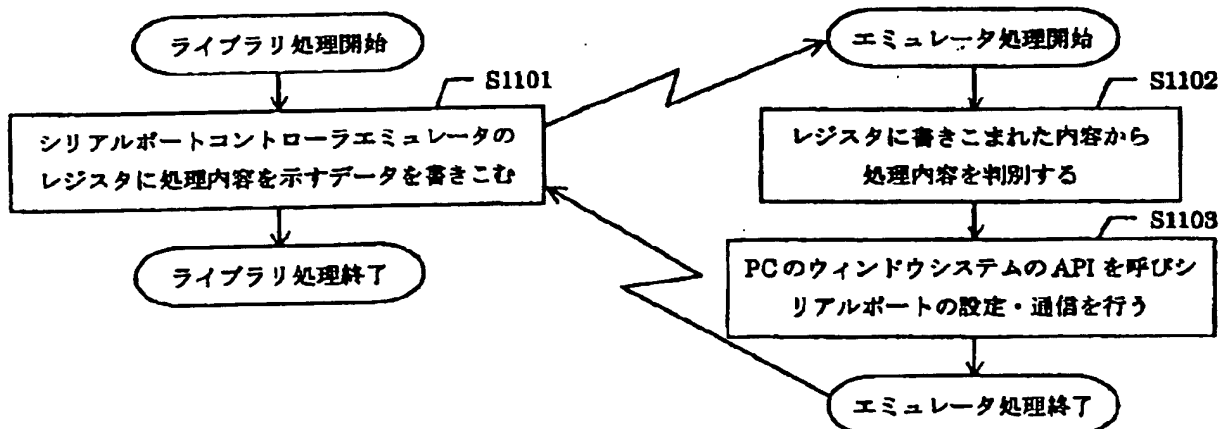 ライブラリ処理開始
S1101
シリアルポートコントローラエミュレータの
レジスタに処理内容を示すデータを書きこむ
ライブラリ処理終了
エミュレータ処理開始
S1102
レジスタに書きこまれた内容から
処理内容を判別する
S1103
PCのウィンドウシステムのAPIを呼びシ
リアルポートの設定・通信を行う
エミュレータ処理終了